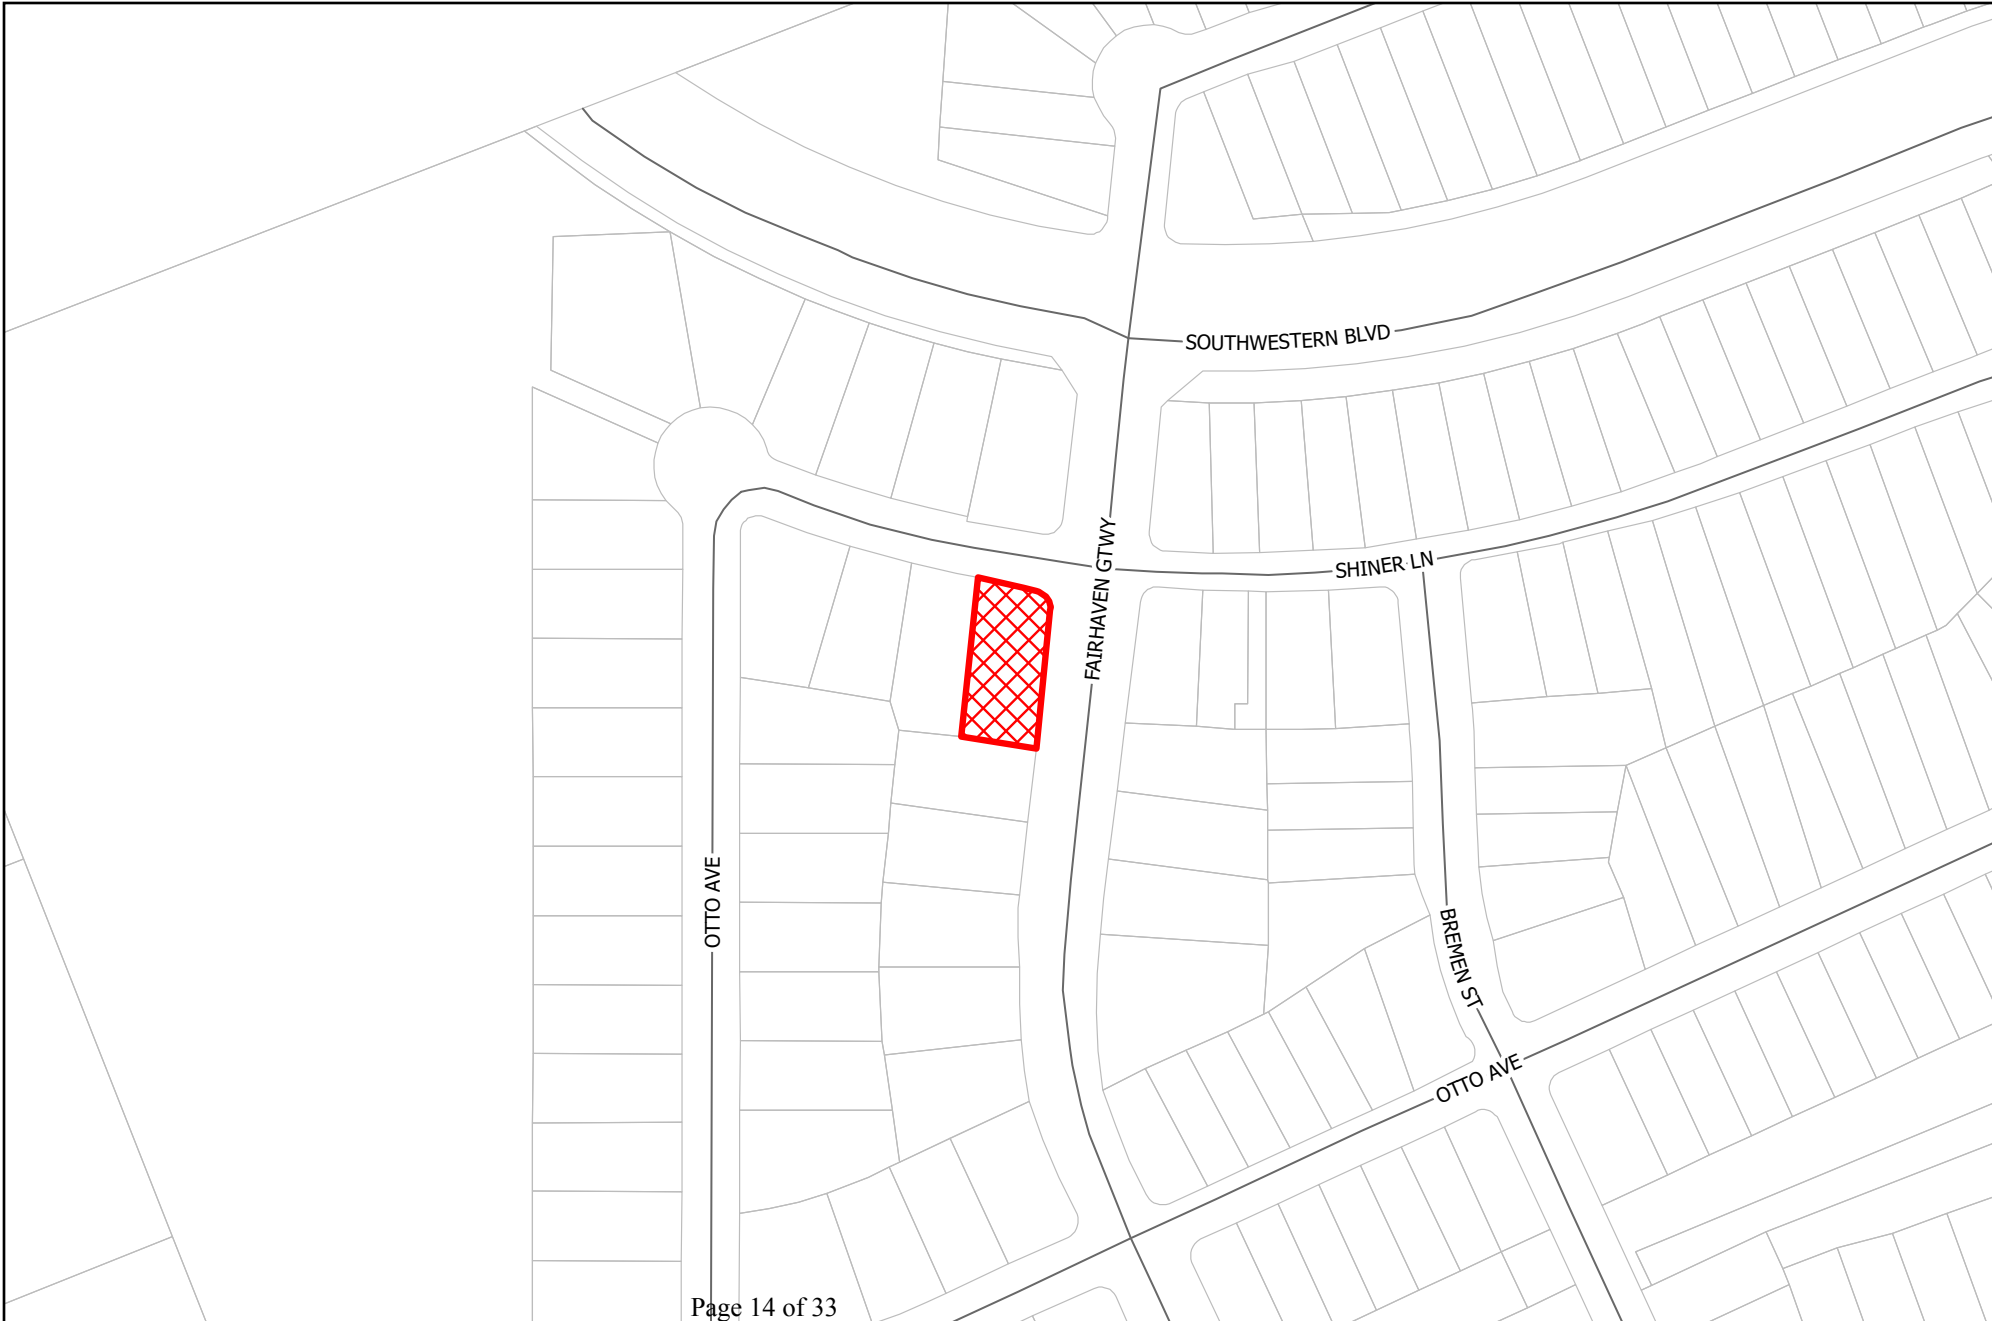 SOUTHWESTERN BLVD
FAIRHAVEN GTWY
SHINER LN
OTTO AVE
BREMEN ST
OTTO AVE
Page 14 of 33